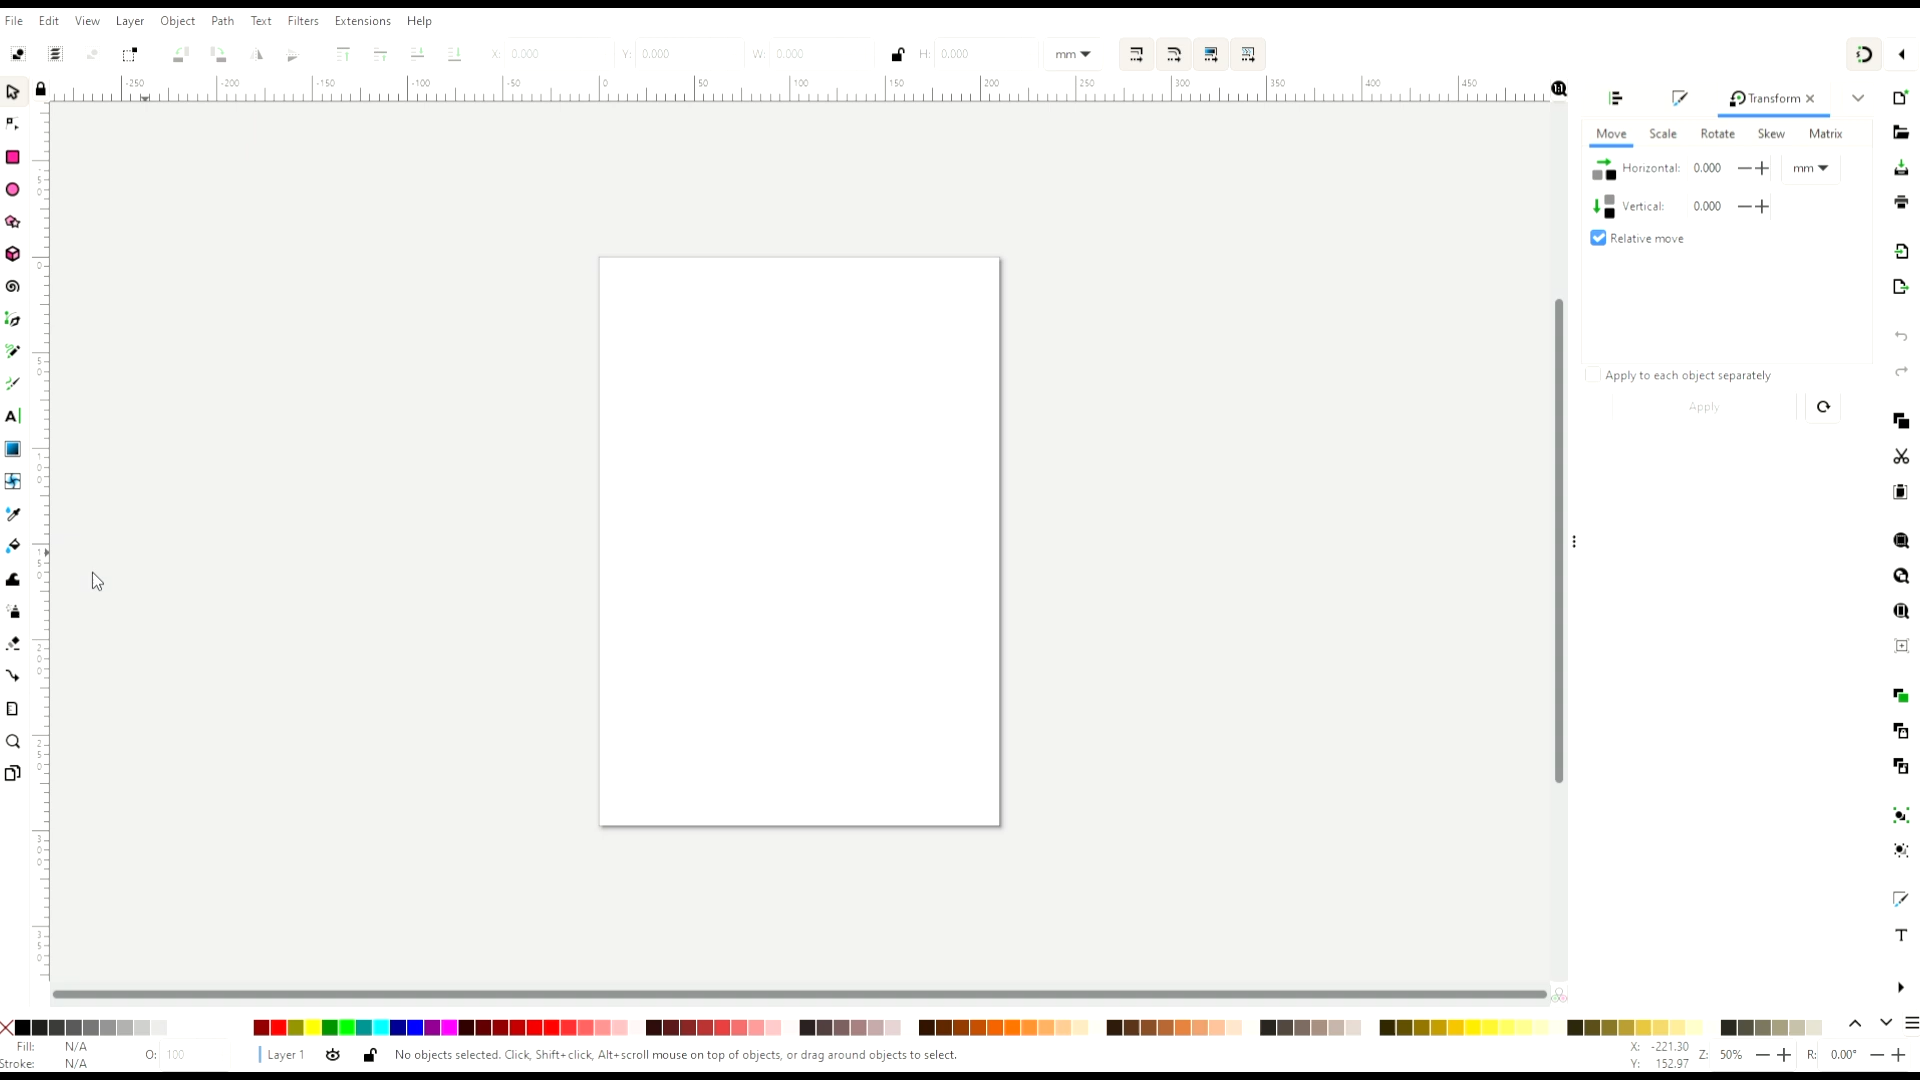 File Edit View Layer Object Path Text Filters Extensions Help
X: 0.000 Y: 0.000 W: 0.000 H: 0.000 mm
-250 -200 -150 -100 -50 0 50 100 150 200 250 300 350 400 450
Transform
Move Scale Rotate Skew Matrix
Horizontal: 0.000 mm
Vertical: 0.000
Relative move
Apply to each object separately
Apply
Fill: N/A
Stroke: N/A
O: 100
Layer 1
No objects selected. Click, Shift+click, Alt+scroll mouse on top of objects, or drag around objects to select.
X: -221.30
Y: 152.97
Z: 50%
R: 0.00°